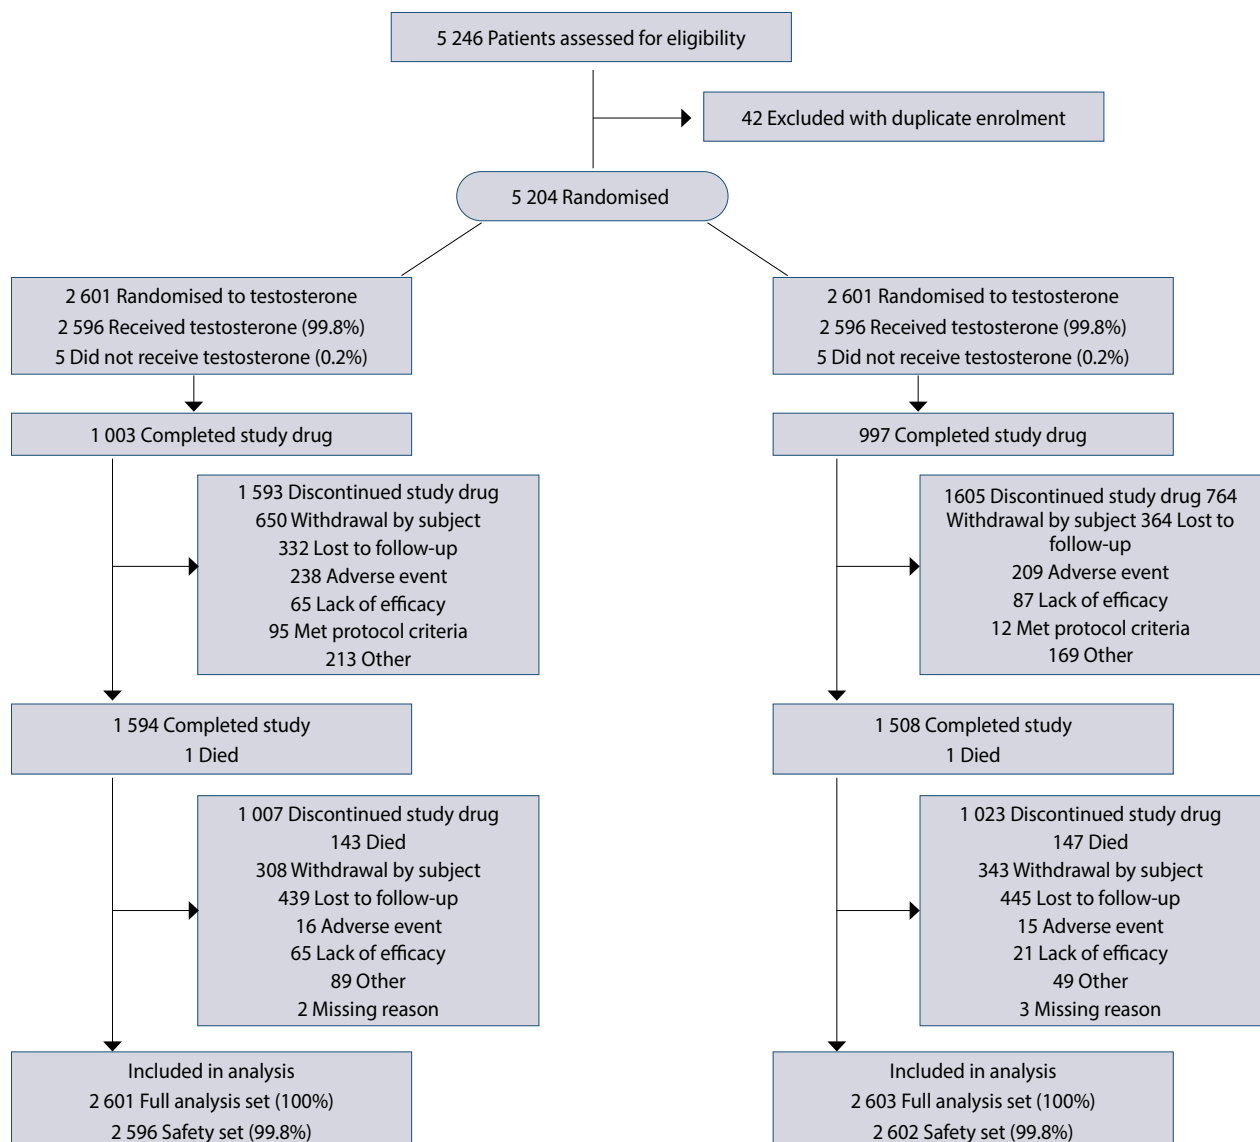 5 246 Patients assessed for eligibility
42 Excluded with duplicate enrolment
5 204 Randomised
2 601 Randomised to testosterone
2 596 Received testosterone (99.8%)
5 Did not receive testosterone (0.2%)
2 601 Randomised to testosterone
2 596 Received testosterone (99.8%)
5 Did not receive testosterone (0.2%)
1 003 Completed study drug
997 Completed study drug
1 593 Discontinued study drug
650 Withdrawal by subject
332 Lost to follow-up
238 Adverse event
65 Lack of efficacy
95 Met protocol criteria
213 Other
1605 Discontinued study drug 764
Withdrawal by subject 364 Lost to
follow-up
209 Adverse event
87 Lack of efficacy
12 Met protocol criteria
169 Other
1 594 Completed study
1 Died
1 508 Completed study
1 Died
1 007 Discontinued study drug
143 Died
308 Withdrawal by subject
439 Lost to follow-up
16 Adverse event
65 Lack of efficacy
89 Other
2 Missing reason
1 023 Discontinued study drug
147 Died
343 Withdrawal by subject
445 Lost to follow-up
15 Adverse event
21 Lack of efficacy
49 Other
3 Missing reason
Included in analysis
2 601 Full analysis set (100%)
2 596 Safety set (99.8%)
Included in analysis
2 603 Full analysis set (100%)
2 602 Safety set (99.8%)